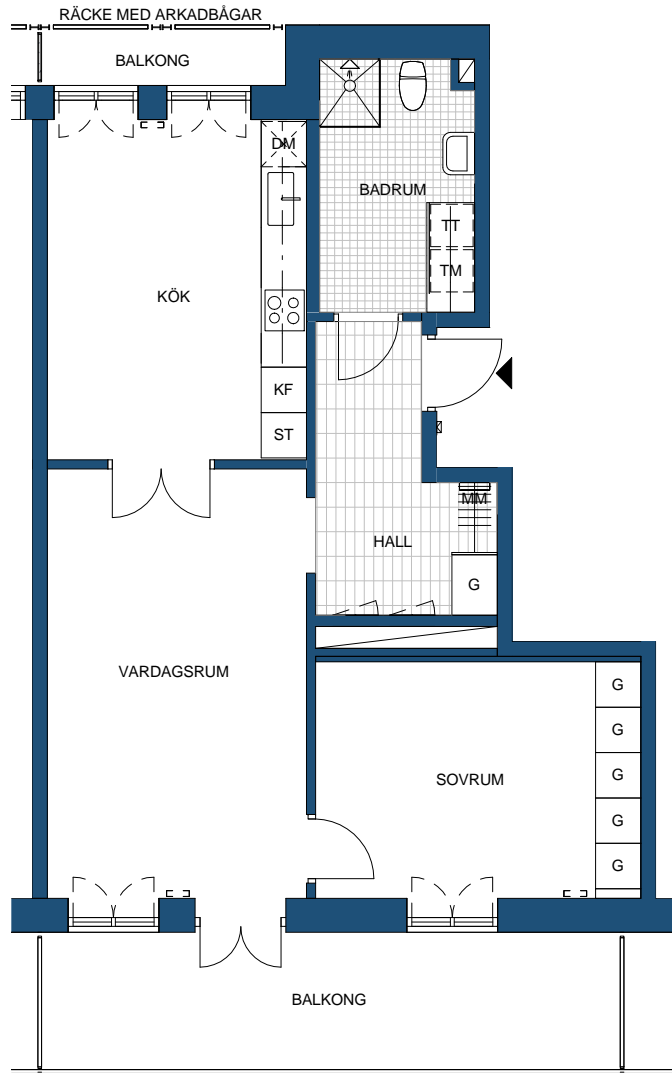 RÄCKE MED ARKADBÅGAR
BALKONG
DM
BADRUM
TT
TM
KÖK
KF
ST
MM
HALL
G
VARDAGSRUM
G
G
SOVRUM
G
G
G
BALKONG